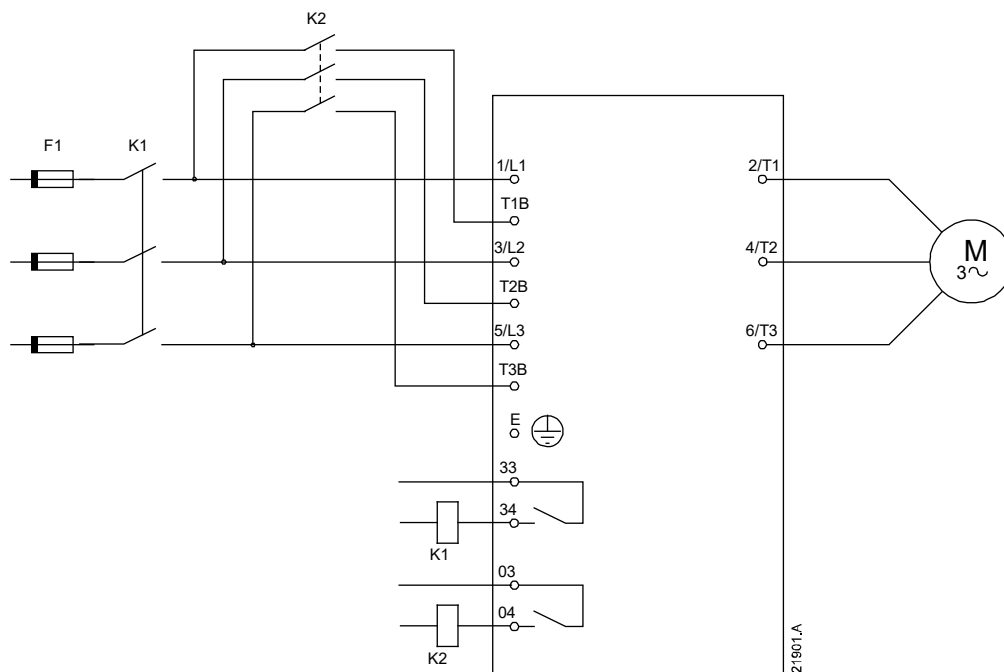 K2
F1
K1
1/L1
2/T1
T1B
3/L2
4/T2
M
3~
T2B
5/L3
6/T3
T3B
E
33
34
K1
03
04
K2
21901.A